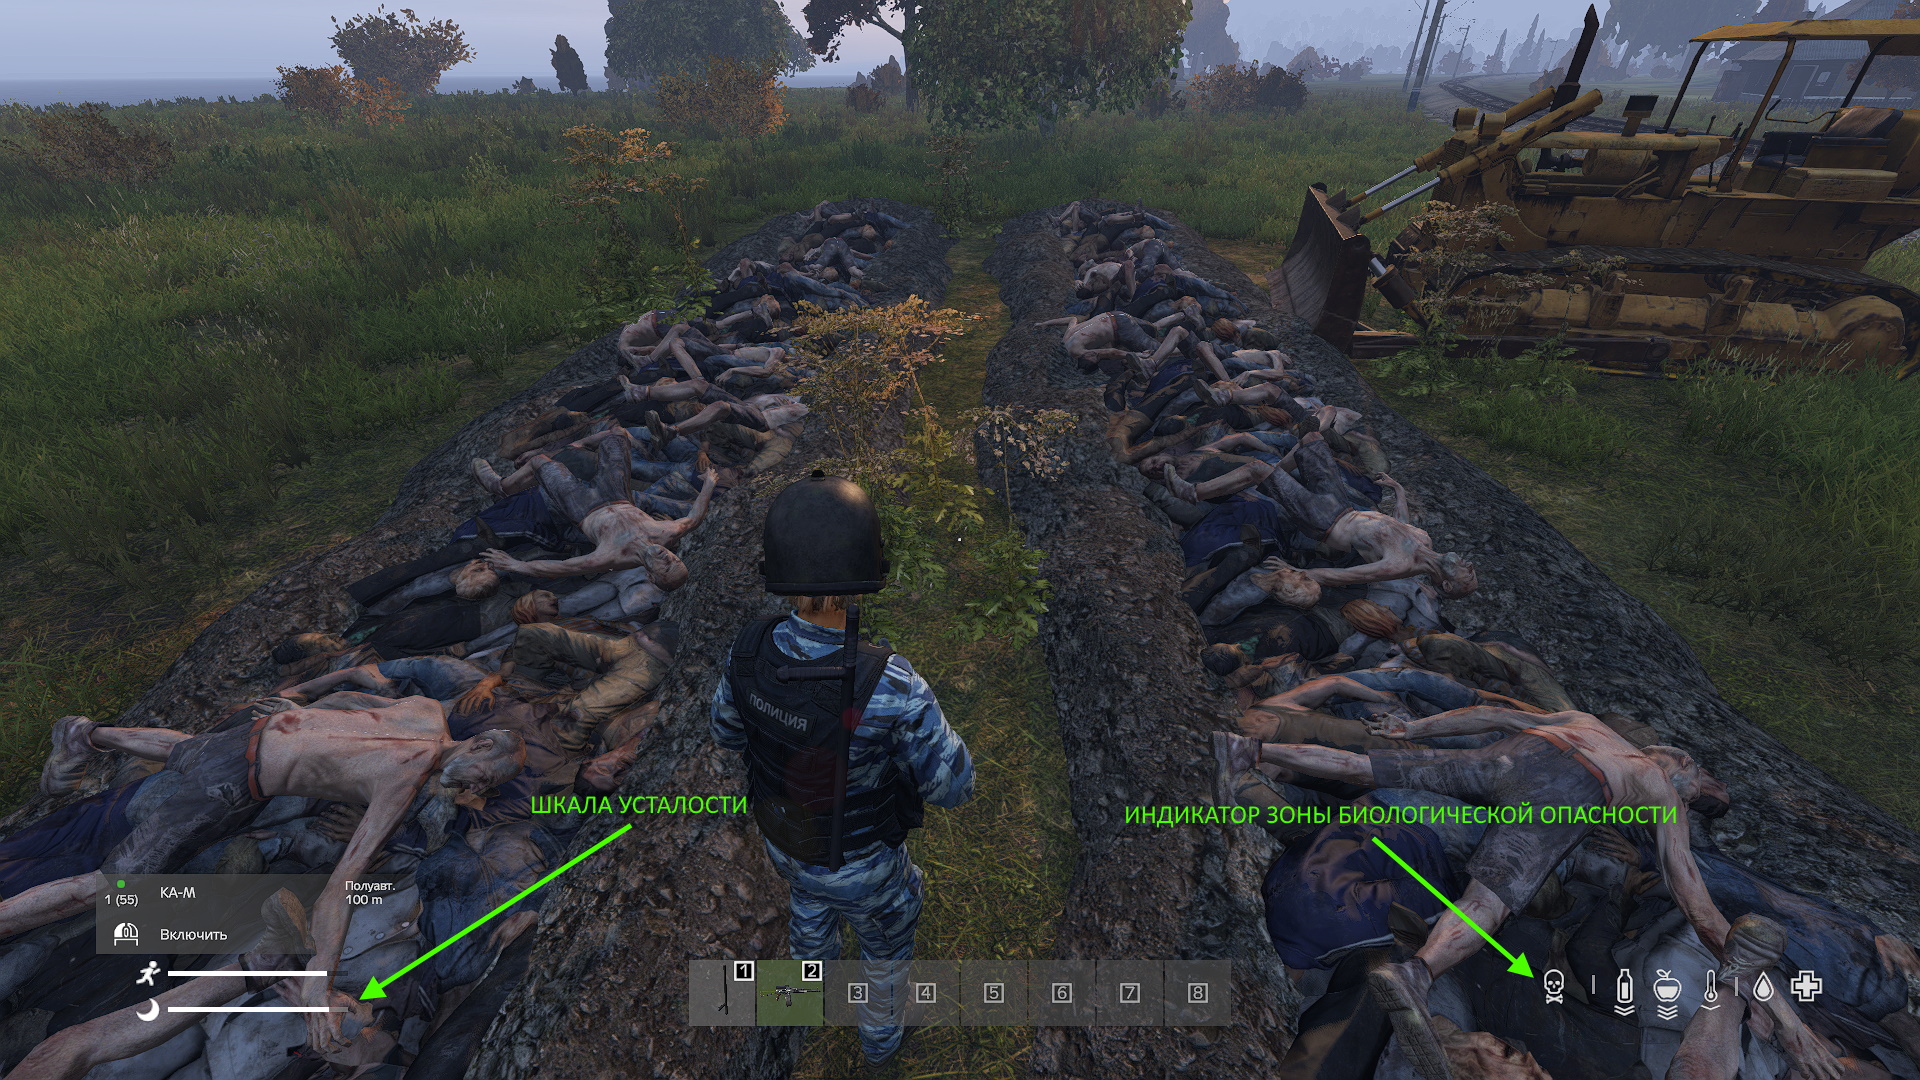 ПОЛИЦИЯ
ШКАЛА УСТАЛОСТИ
ИНДИКАТОР ЗОНЫ БИОЛОГИЧЕСКОЙ ОПАСНОСТИ
1 (55) КА-М Полуавт.
100 m
Включить
1 2 3 4 5 6 7 8